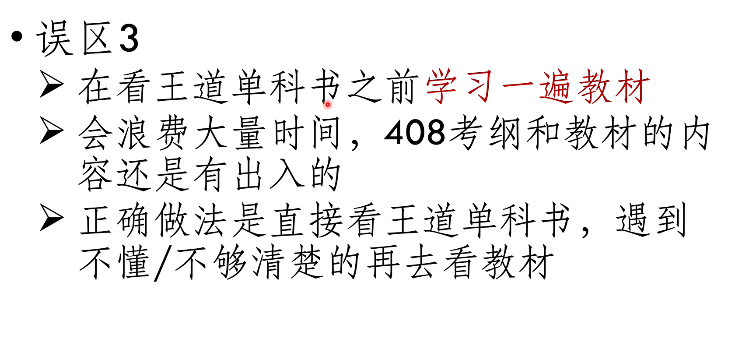 • 误区3
➢ 在看王道单科书之前学习一遍教材
➢ 会浪费大量时间，408考纲和教材的内
容还是有出入的
➢ 正确做法是直接看王道单科书，遇到
不懂/不够清楚的再去看教材